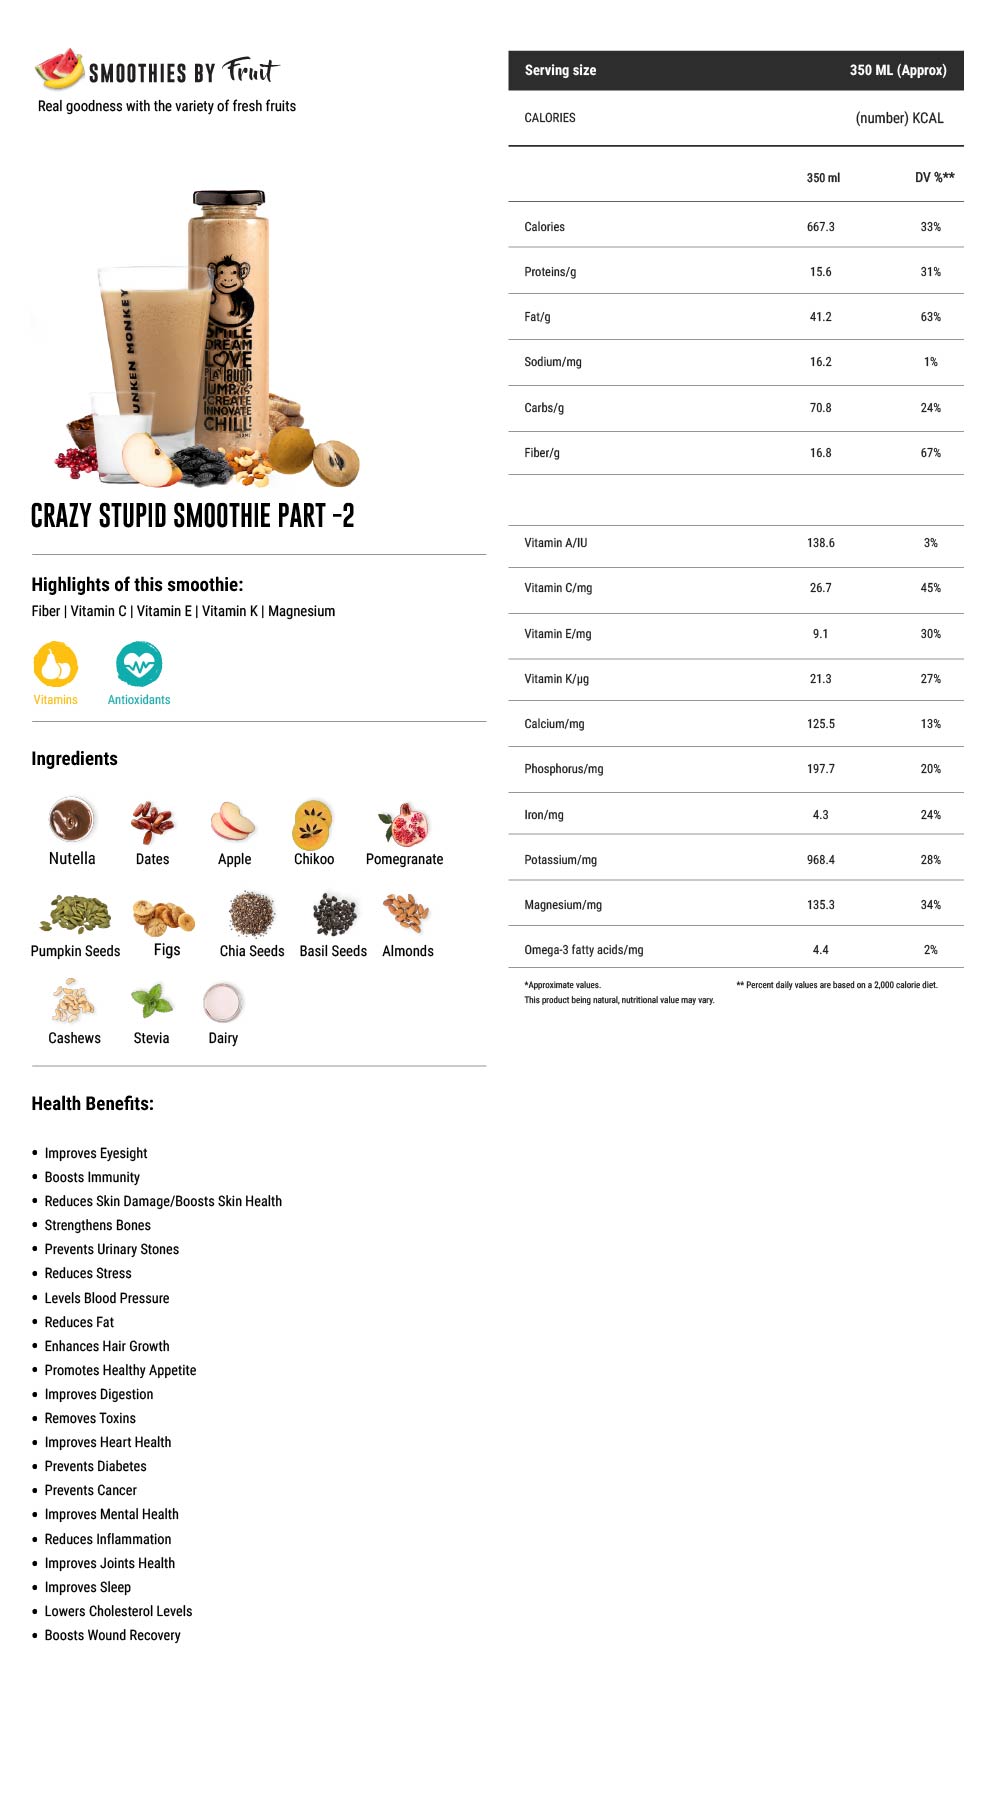 SMOOTHIES BY Fruit
Real goodness with the variety of fresh fruits
UNKEN MONKEY
SMILE
DREAM
LOVE
PLAY laugh
JUMP
CREATE
INNOVATE
CHILL!
CRAZY STUPID SMOOTHIE PART -2
Highlights of this smoothie:
Fiber | Vitamin C | Vitamin E | Vitamin K | Magnesium
Vitamins Antioxidants
Ingredients
Nutella Dates Apple Chikoo Pomegranate
Pumpkin Seeds Figs Chia Seeds Basil Seeds Almonds
Cashews Stevia Dairy
Health Benefits:
• Improves Eyesight
• Boosts Immunity
• Reduces Skin Damage/Boosts Skin Health
• Strengthens Bones
• Prevents Urinary Stones
• Reduces Stress
• Levels Blood Pressure
• Reduces Fat
• Enhances Hair Growth
• Promotes Healthy Appetite
• Improves Digestion
• Removes Toxins
• Improves Heart Health
• Prevents Diabetes
• Prevents Cancer
• Improves Mental Health
• Reduces Inflammation
• Improves Joints Health
• Improves Sleep
• Lowers Cholesterol Levels
• Boosts Wound Recovery
Serving size 350 ML (Approx)
CALORIES (number) KCAL
350 ml DV %**
Calories 667.3 33%
Proteins/g 15.6 31%
Fat/g 41.2 63%
Sodium/mg 16.2 1%
Carbs/g 70.8 24%
Fiber/g 16.8 67%
Vitamin A/IU 138.6 3%
Vitamin C/mg 26.7 45%
Vitamin E/mg 9.1 30%
Vitamin K/µg 21.3 27%
Calcium/mg 125.5 13%
Phosphorus/mg 197.7 20%
Iron/mg 4.3 24%
Potassium/mg 968.4 28%
Magnesium/mg 135.3 34%
Omega-3 fatty acids/mg 4.4 2%
*Approximate values. ** Percent daily values are based on a 2,000 calorie diet.
This product being natural, nutritional value may vary.